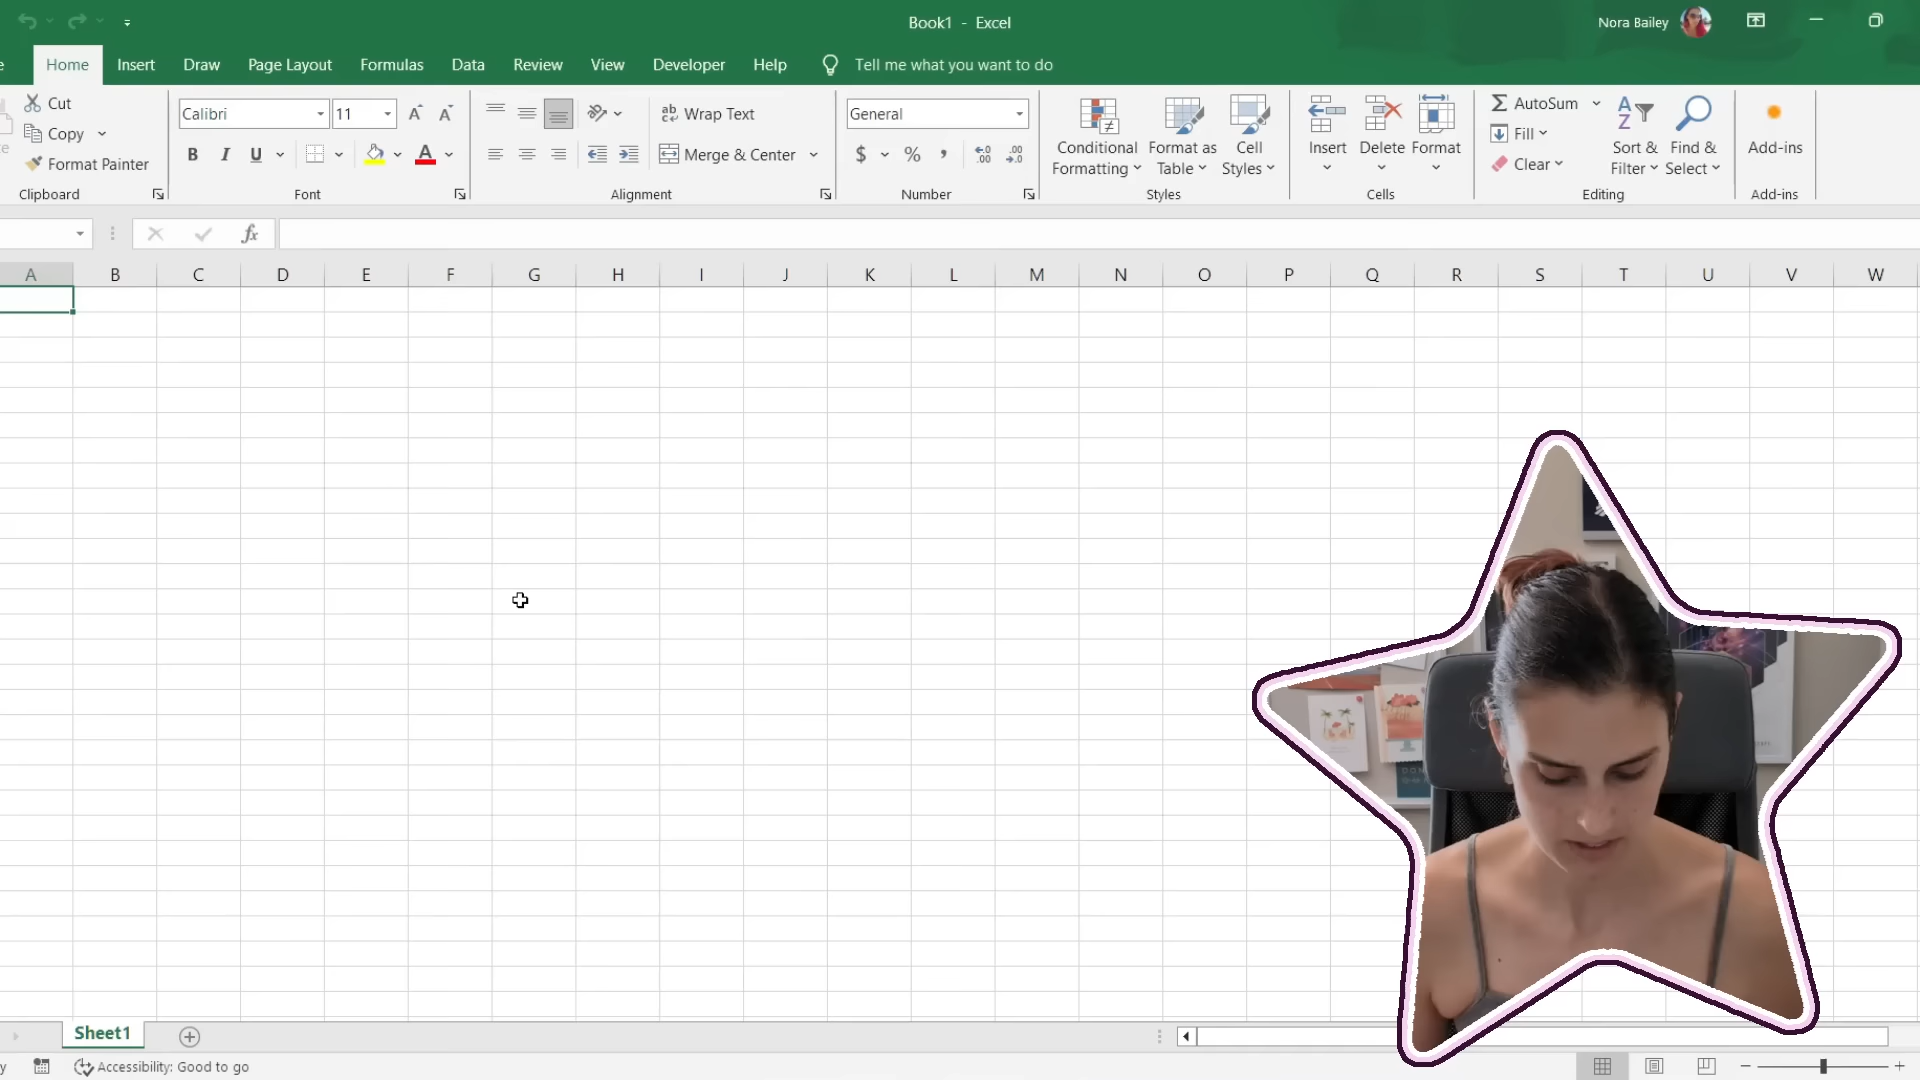 Book1 - Excel
Nora Bailey
Home Insert Draw Page Layout Formulas Data Review View Developer Help Tell me what you want to do
Cut
Copy
Format Painter
Clipboard
Calibri 11
B I U A
Font
ab Wrap Text
Merge & Center
Alignment
General
$ % ,
Number
Conditional Formatting
Format as Table
Cell Styles
Styles
Insert Delete Format
Cells
AutoSum
Fill
Clear
Sort & Filter
Find & Select
Editing
Add-ins
Add-ins
fx
A B C D E F G H I J K L M N O P Q R S T U V W
Sheet1
Accessibility: Good to go